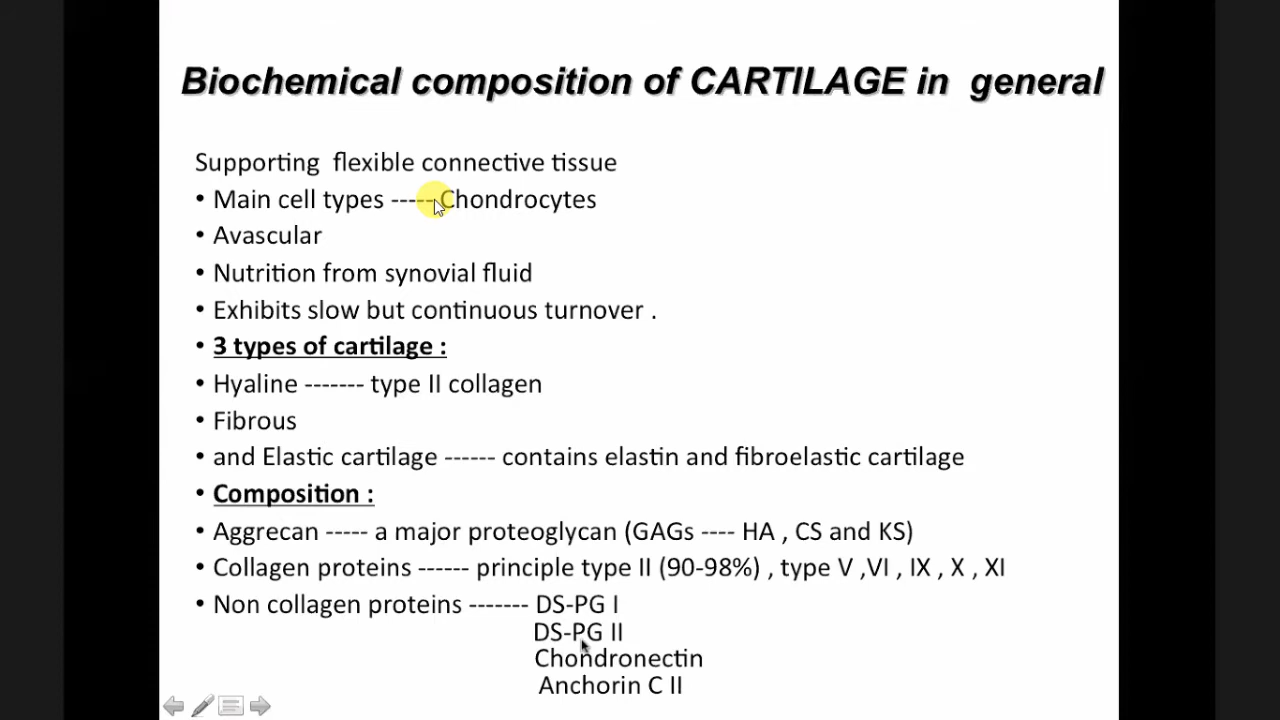 Biochemical composition of CARTILAGE in general
Supporting flexible connective tissue
• Main cell types ----- Chondrocytes
• Avascular
• Nutrition from synovial fluid
• Exhibits slow but continuous turnover .
• 3 types of cartilage :
• Hyaline ------- type II collagen
• Fibrous
• and Elastic cartilage ------ contains elastin and fibroelastic cartilage
• Composition :
• Aggrecan ----- a major proteoglycan (GAGs ---- HA , CS and KS)
• Collagen proteins ------ principle type II (90-98%) , type V ,VI , IX , X , XI
• Non collagen proteins ------- DS-PG I
DS-PG II
Chondronectin
Anchorin C II